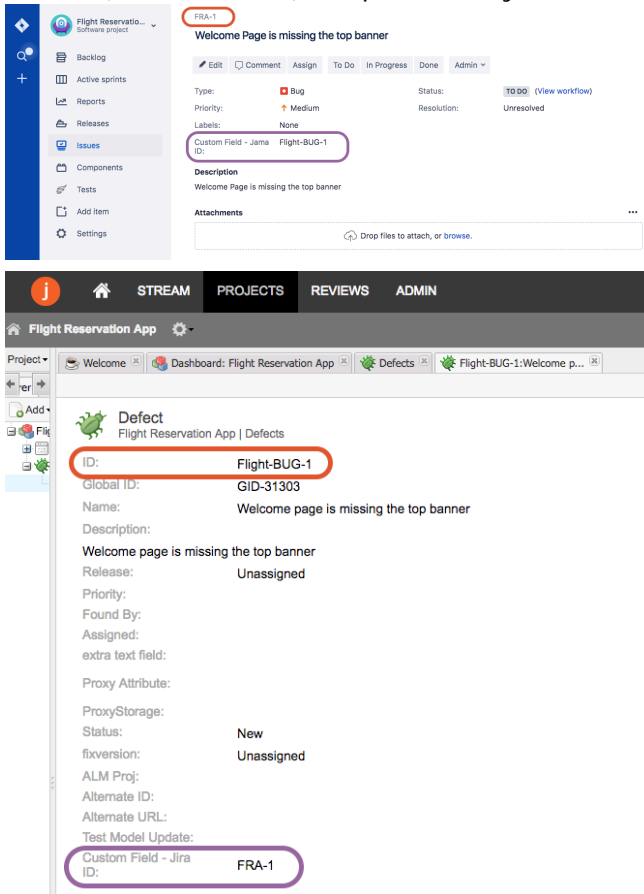 FRA-1
Flight Reservatio...
Software project
Welcome Page is missing the top banner
Edit Comment Assign To Do In Progress Done Admin
Backlog
Active sprints
Reports
Releases
Issues
Components
Tests
Add item
Settings
Type: Bug Status: TO DO (View workflow)
Priority: Medium Resolution: Unresolved
Labels: None
Custom Field - Jama Flight-BUG-1
ID:
Description
Welcome Page is missing the top banner
Attachments ...
Drop files to attach, or browse.
j STREAM PROJECTS REVIEWS ADMIN
Flight Reservation App
Project Welcome Dashboard: Flight Reservation App Defects Flight-BUG-1:Welcome p...
Add
Defect
Flight Reservation App | Defects
ID: Flight-BUG-1
Global ID: GID-31303
Name: Welcome page is missing the top banner
Description:
Welcome page is missing the top banner
Release: Unassigned
Priority:
Found By:
Assigned:
extra text field:
Proxy Attribute:
ProxyStorage:
Status: New
fixversion: Unassigned
ALM Proj:
Alternate ID:
Alternate URL:
Test Model Update:
Custom Field - Jira FRA-1
ID: